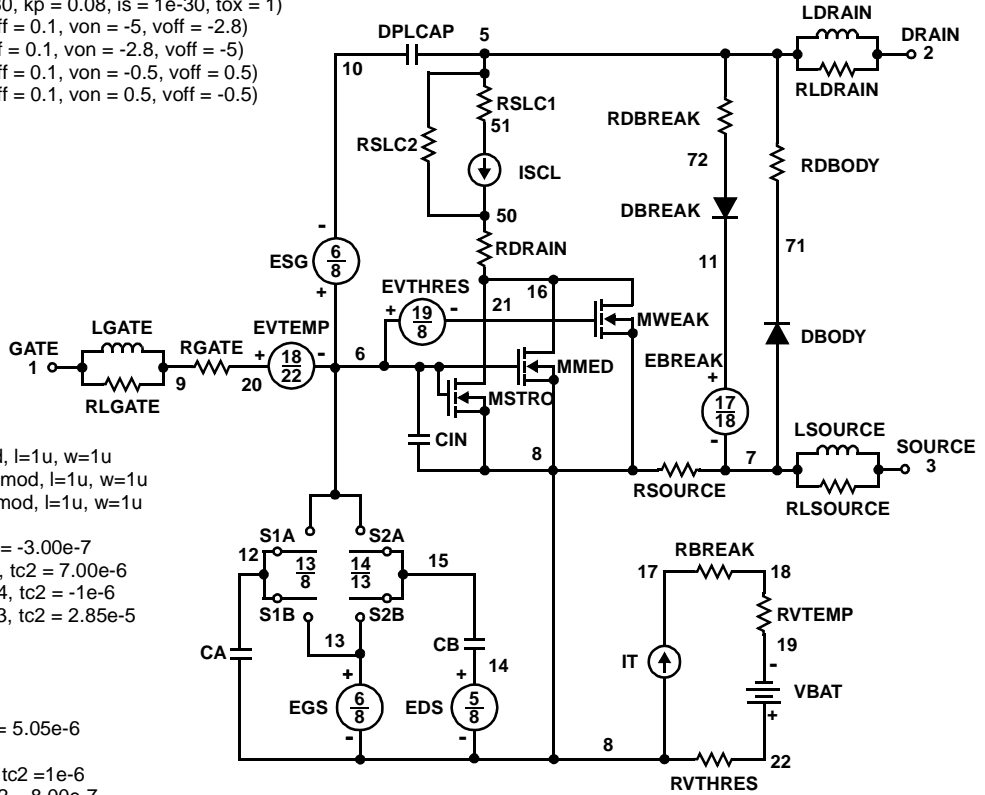 30, kp = 0.08, is = 1e-30, tox = 1)
ff = 0.1, von = -5, voff = -2.8)
f = 0.1, von = -2.8, voff = -5)
ff = 0.1, von = -0.5, voff = 0.5)
ff = 0.1, von = 0.5, voff = -0.5)
DPLCAP
5
10
LDRAIN
DRAIN
2
RLDRAIN
RSLC1
51
RSLC2
ISCL
50
RDRAIN
RDBREAK
72
RDBODY
DBREAK
71
11
-
ESG
6
8
+
EVTHRES
+
19
8
-
16
21
MWEAK
LGATE
GATE
1
RLGATE
9
RGATE
20
EVTEMP
+
18
22
-
6
MMED
MSTRO
EBREAK
+
17
18
-
DBODY
CIN
8
RSOURCE
7
LSOURCE
SOURCE
3
RLSOURCE
d, l=1u, w=1u
mod, l=1u, w=1u
mod, l=1u, w=1u
= -3.00e-7
, tc2 = 7.00e-6
4, tc2 = -1e-6
3, tc2 = 2.85e-5
= 5.05e-6
tc2 =1e-6
S1A
S2A
12
13
8
14
13
15
S1B
S2B
13
CA
CB
14
+
EGS
6
8
-
+
EDS
5
8
-
8
RBREAK
17
18
RVTEMP
19
IT
-
VBAT
+
22
RVTHRES